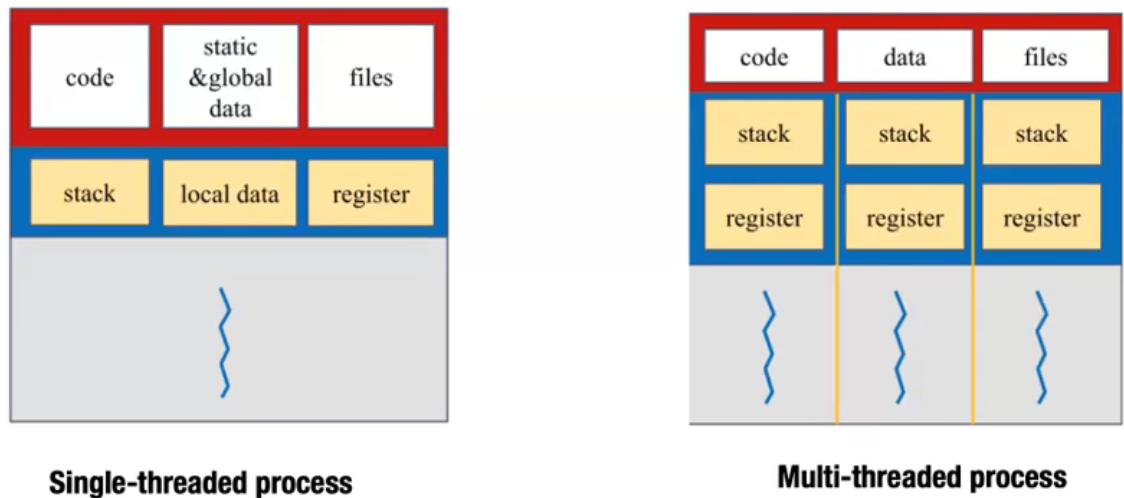 code
static
&global
data
files
stack
local data
register
Single-threaded process
code
data
files
stack
stack
stack
register
register
register
Multi-threaded process